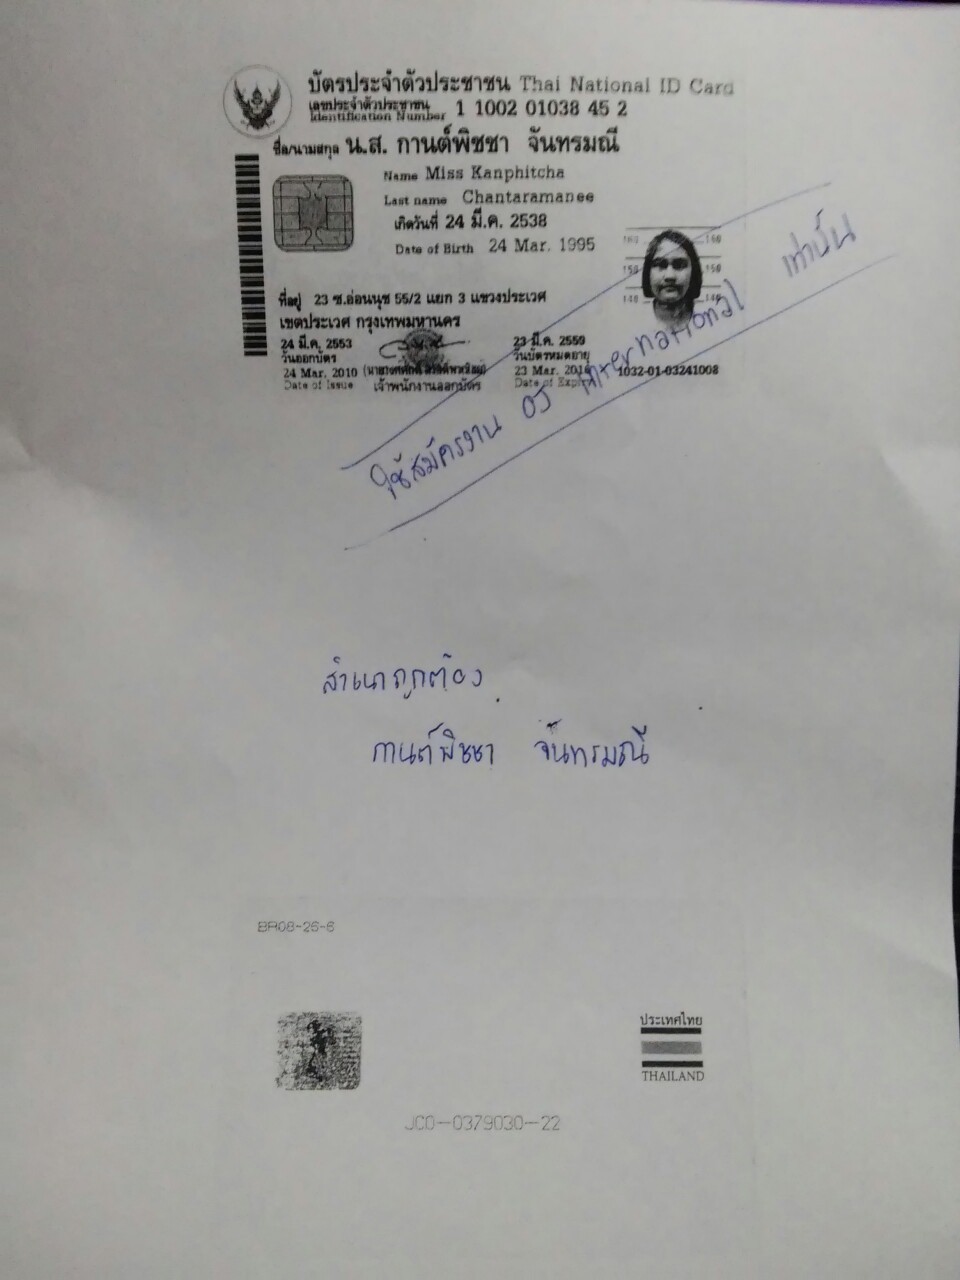 บัตรประจำตัวประชาชน Thai National ID Card
เลขประจำตัวประชาชน 1 1002 01038 45 2
Identification Number
ชื่อ/นามสกุล น.ส. กานต์พิชชา จันทรมณี
Name Miss Kanphitcha
Last name Chantaramanee
เกิดวันที่ 24 มี.ค. 2538
Date of Birth 24 Mar. 1995
160 160
150 150
140 140
ที่อยู่ 23 ซ.อ่อนนุช 55/2 แยก 3 แขวงประเวศ
เขตประเวศ กรุงเทพมหานคร
24 มี.ค. 2553
วันออกบัตร
24 Mar. 2010
Date of Issue
เจ้าพนักงานออกบัตร
23 มี.ค. 2559
วันบัตรหมดอายุ
23 Mar.
Date of Expiry
1032-01-03241008
ใช้สมัครงาน OJ International เท่านั้น
สำเนาถูกต้อง
กานต์พิชชา จันทรมณี
BR08-26-6
ประเทศไทย
THAILAND
JC0-0379030-22